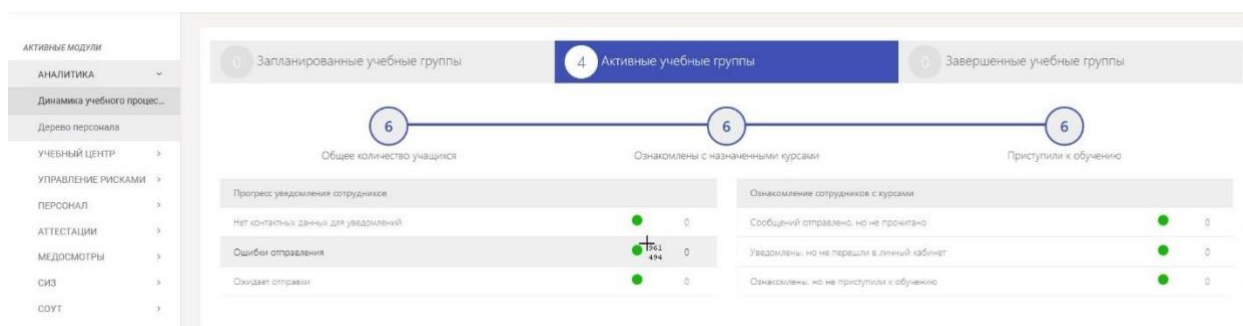 АКТИВНЫЕ МОДУЛИ
АНАЛИТИКА
Динамика учебного процес...
Дерево персонала
УЧЕБНЫЙ ЦЕНТР
УПРАВЛЕНИЕ РИСКАМИ
ПЕРСОНАЛ
АТТЕСТАЦИИ
МЕДОСМОТРЫ
СИЗ
СОУТ
0 Запланированные учебные группы
4 Активные учебные группы
0 Завершенные учебные группы
6
Общее количество учащихся
6
Ознакомлены с назначенными курсами
6
Приступили к обучению
Прогресс уведомления сотрудников
Нет контактных данных для уведомлений 0
Ошибки отправления 0
961
494
Ожидает отправки 0
Ознакомление сотрудников с курсами
Сообщений отправлено, но не прочитано 0
Уведомлены, но не перешли в личный кабинет 0
Ознакомлены, но не приступили к обучению 0